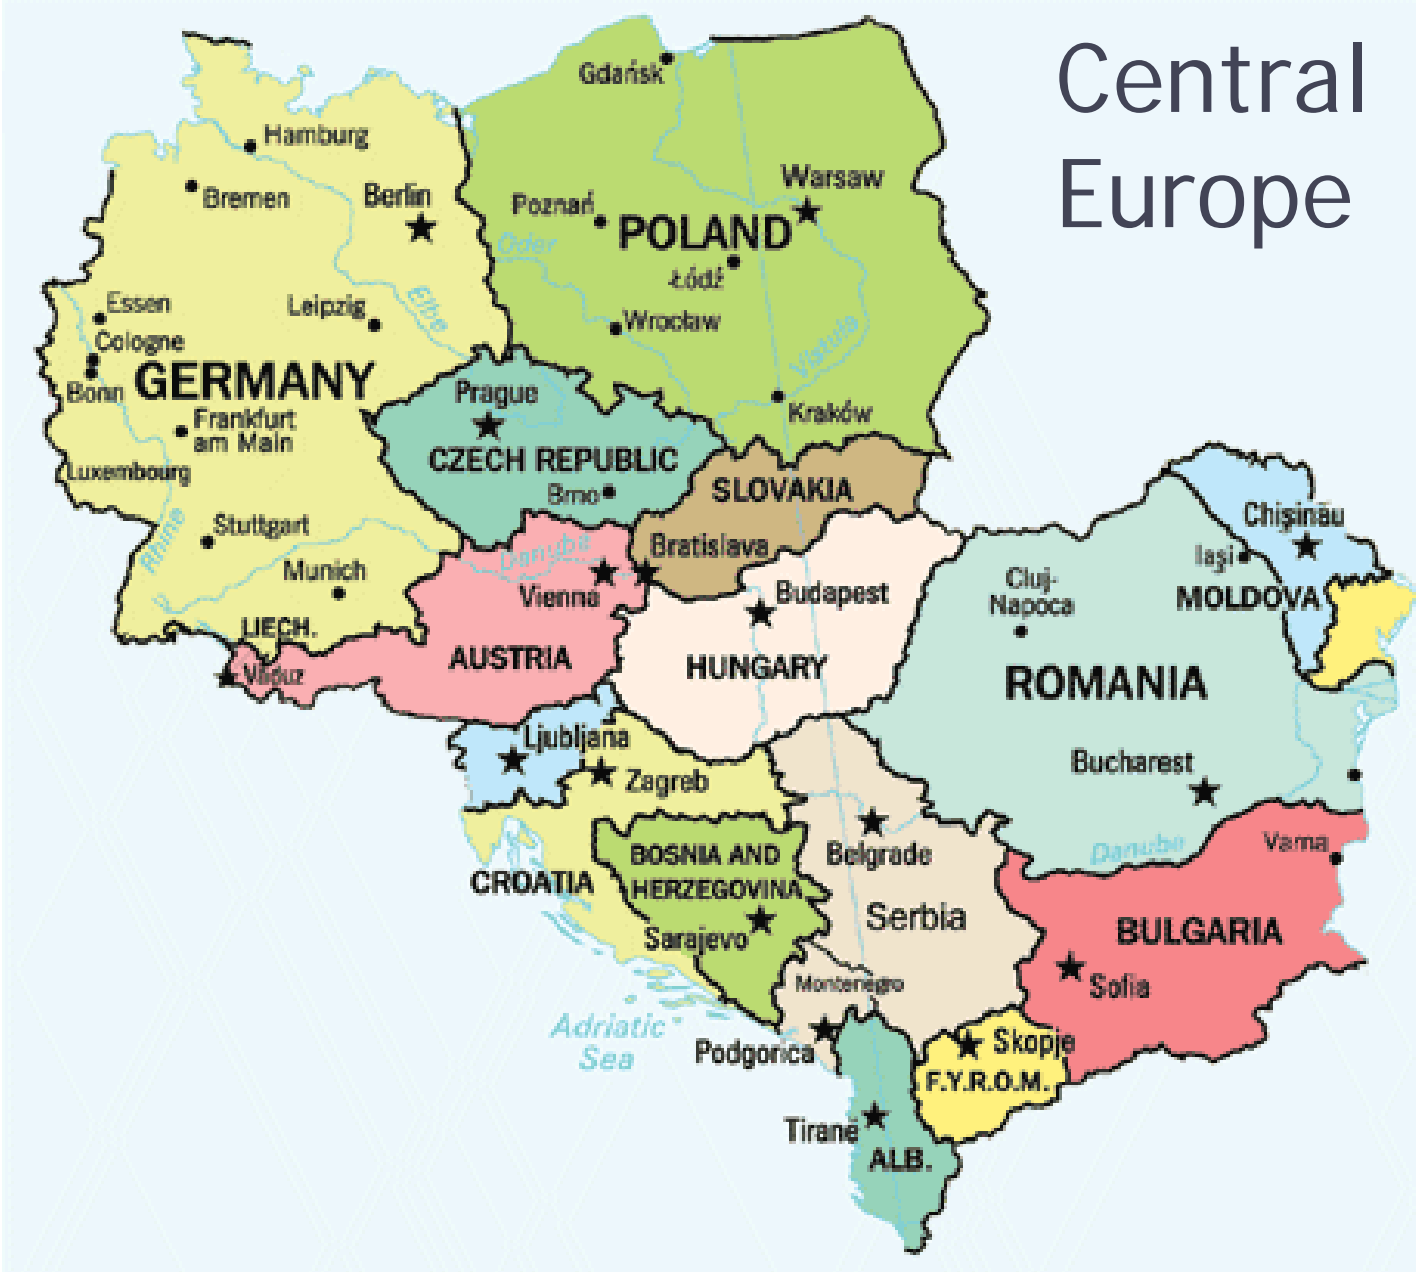 Central
Europe
Gdańsk
Hamburg
Bremen
Berlin
Warsaw
Poznań
POLAND
Oder
Łódź
Essen
Leipzig
Elbe
Wrocław
Cologne
Vistula
Bonn
GERMANY
Prague
Kraków
Frankfurt
am Main
CZECH REPUBLIC
Luxembourg
Brno
SLOVAKIA
Rhine
Stuttgart
Danube
Bratislava
Chişinău
Iaşi
Munich
Vienna
Budapest
Cluj-
Napoca
MOLDOVA
LIECH.
Vaduz
AUSTRIA
HUNGARY
ROMANIA
Ljubljana
Zagreb
Bucharest
BOSNIA AND
HERZEGOVINA
Belgrade
Danube
Varna
CROATIA
Serbia
Sarajevo
BULGARIA
Montenegro
Sofia
Adriatic
Sea
Podgorica
Skopje
F.Y.R.O.M.
Tiranë
ALB.